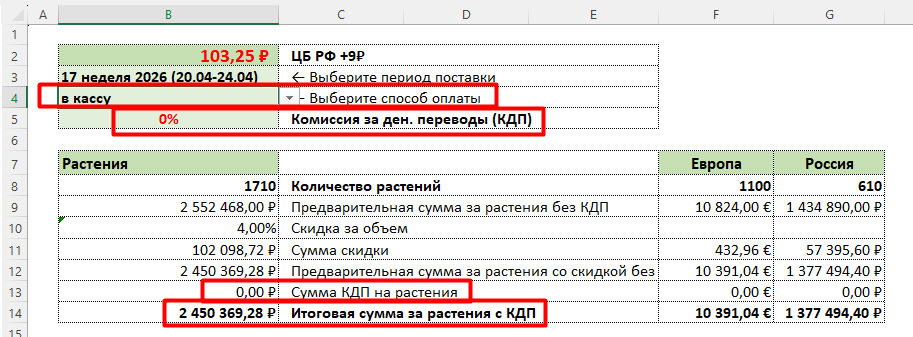 A B C D E F G
1
2 103,25 ₽ ЦБ РФ +9₽
3 17 неделя 2026 (20.04-24.04) ← Выберите период поставки
4 в кассу - Выберите способ оплаты
5 0% Комиссия за ден. переводы (КДП)
6
7 Растения Европа Россия
8 1710 Количество растений 1100 610
9 2 552 468,00 ₽ Предварительная сумма за растения без КДП 10 824,00 € 1 434 890,00 ₽
10 4,00% Скидка за объем
11 102 098,72 ₽ Сумма скидки 432,96 € 57 395,60 ₽
12 2 450 369,28 ₽ Предварительная сумма за растения со скидкой без 10 391,04 € 1 377 494,40 ₽
13 0,00 ₽ Сумма КДП на растения 0,00 € 0,00 ₽
14 2 450 369,28 ₽ Итоговая сумма за растения с КДП 10 391,04 € 1 377 494,40 ₽
15